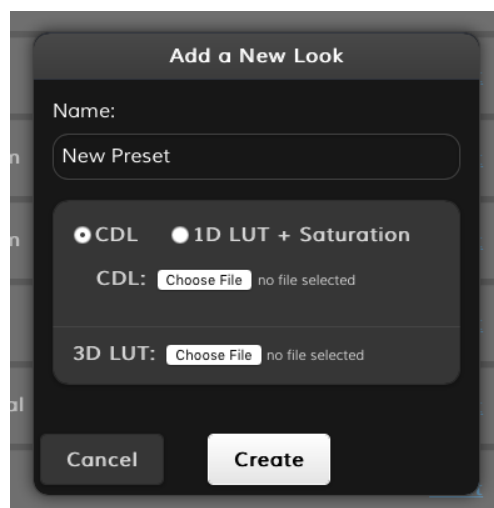 Add a New Look
Name:
New Preset
CDL 1D LUT + Saturation
CDL: Choose File no file selected
3D LUT: Choose File no file selected
Cancel Create